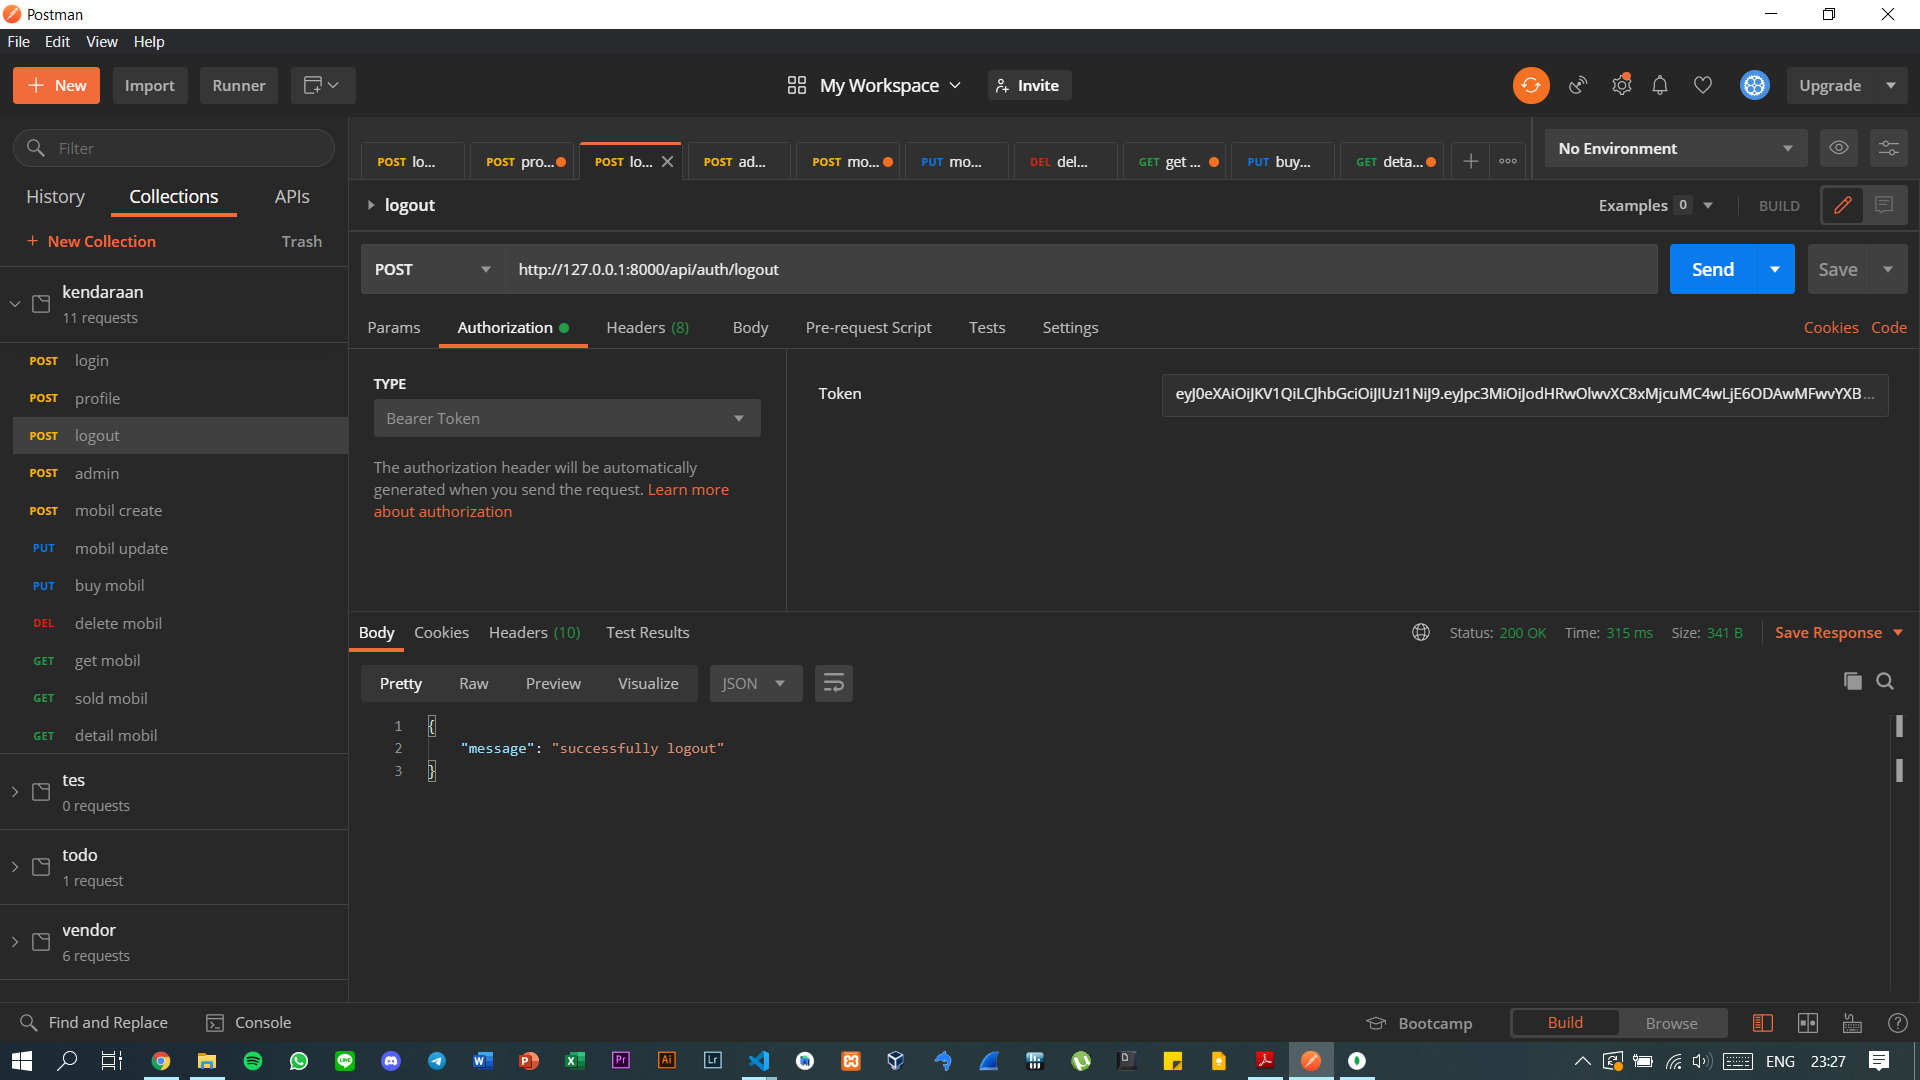 Postman
File Edit View Help
New Import Runner My Workspace Invite Upgrade
Filter
History Collections APIs
New Collection Trash
kendaraan
11 requests
POST login
POST profile
POST logout
POST admin
POST mobil create
PUT mobil update
PUT buy mobil
DEL delete mobil
GET get mobil
GET sold mobil
GET detail mobil
tes
0 requests
todo
1 request
vendor
6 requests
POST lo... POST pro... POST lo... POST ad... POST mo... PUT mo... DEL del... GET get ... PUT buy... GET deta...
No Environment
logout Examples 0 BUILD
POST http://127.0.0.1:8000/api/auth/logout Send Save
Params Authorization Headers (8) Body Pre-request Script Tests Settings Cookies Code
TYPE
Bearer Token
The authorization header will be automatically
generated when you send the request. Learn more
about authorization
Token eyJ0eXAiOiJKV1QiLCJhbGciOiJIUzI1NiJ9.eyJpc3MiOiJodHRwOlwvXC8xMjcuMC4wLjE6ODAwMFwvYXB...
Body Cookies Headers (10) Test Results Status: 200 OK Time: 315 ms Size: 341 B Save Response
Pretty Raw Preview Visualize JSON
1 {
2 "message": "successfully logout"
3 }
Find and Replace Console Bootcamp Build Browse
ENG 23:27